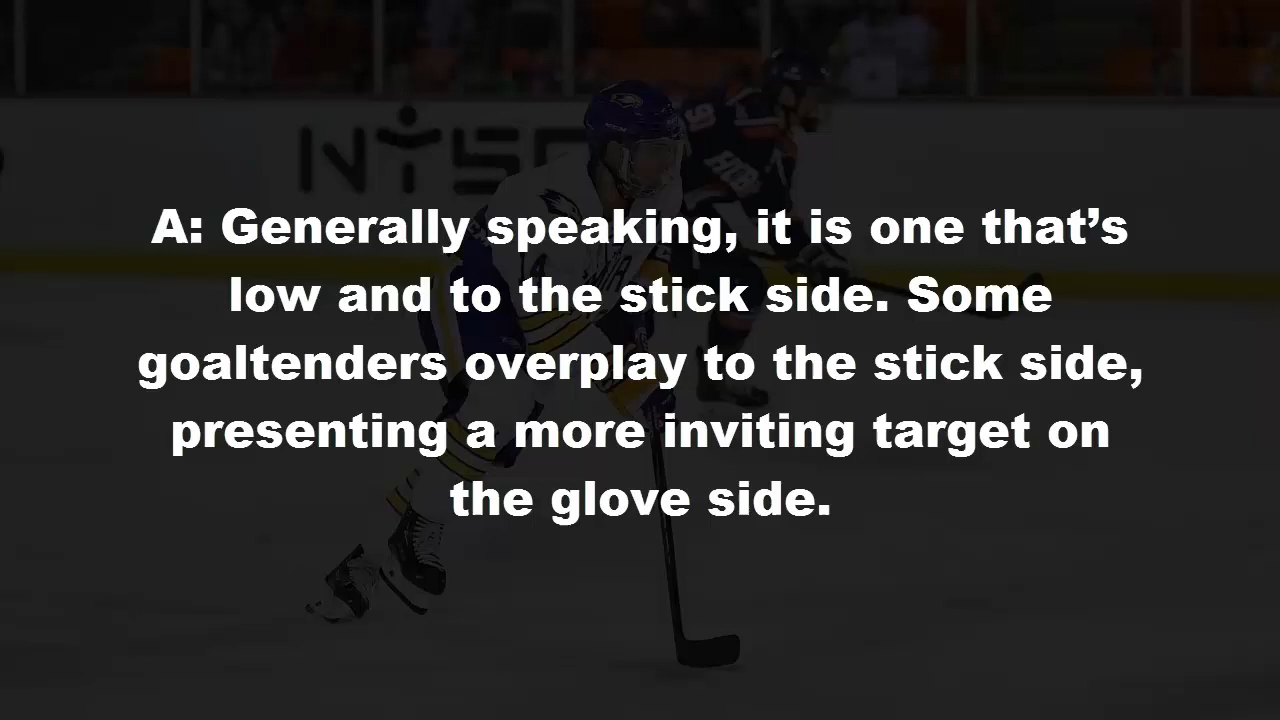 NYSC
A: Generally speaking, it is one that’s
low and to the stick side. Some
goaltenders overplay to the stick side,
presenting a more inviting target on
the glove side.